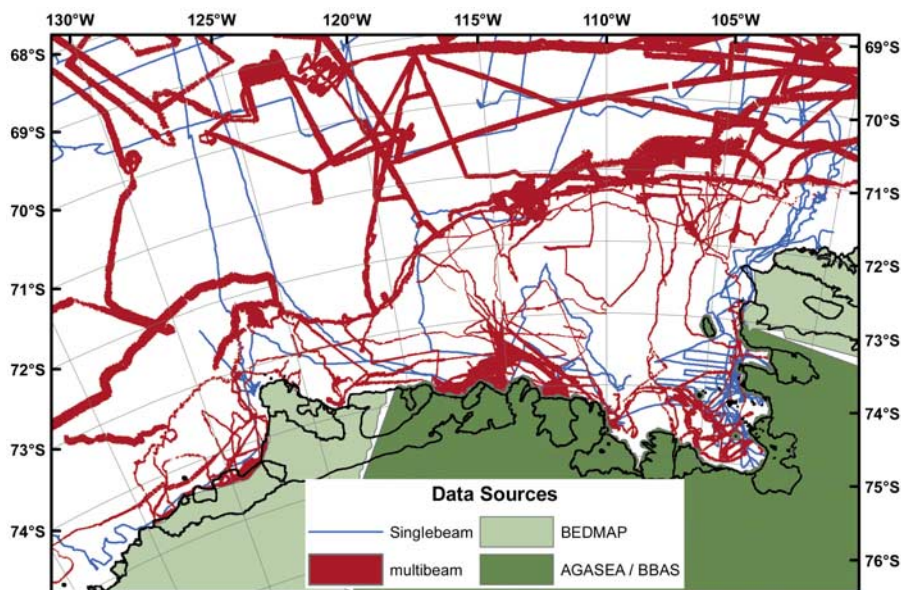 130°W 125°W 120°W 115°W 110°W 105°W
68°S
69°S
70°S
71°S
72°S
73°S
74°S
69°S
70°S
71°S
72°S
73°S
74°S
75°S
76°S
Data Sources
Singlebeam BEDMAP
multibeam AGASEA / BBAS